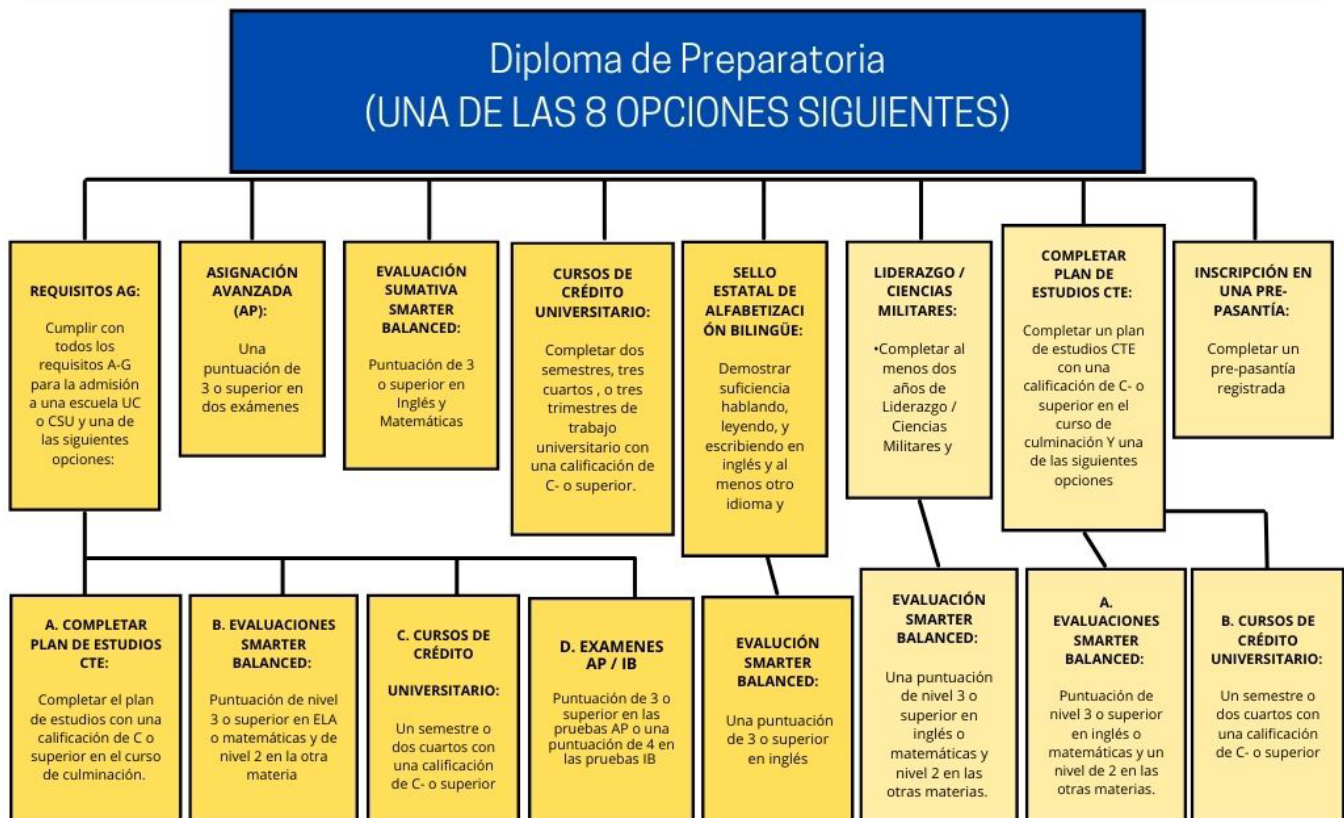 Diploma de Preparatoria
(UNA DE LAS 8 OPCIONES SIGUIENTES)
REQUISITOS AG:
Cumplir con
todos los
requisitos A-G
para la admisión
a una escuela UC
o CSU y una de
las siguientes
opciones:
ASIGNACIÓN
AVANZADA
(AP):
Una
puntuación de
3 o superior en
dos exámenes
EVALUACIÓN
SUMATIVA
SMARTER
BALANCED:
Puntuación de 3
o superior en
Inglés y
Matemáticas
CURSOS DE
CRÉDITO
UNIVERSITARIO:
Completar dos
semestres, tres
cuartos , o tres
trimestres de
trabajo
universitario con
una calificación de
C- o superior.
SELLO
ESTATAL DE
ALFABETIZACI
ÓN BILINGÜE:
Demostrar
suficiencia
hablando,
leyendo, y
escribiendo en
inglés y al
menos otro
idioma y
LIDERAZGO /
CIENCIAS
MILITARES:
•Completar al
menos dos
años de
Liderazgo /
Ciencias
Militares y
COMPLETAR
PLAN DE
ESTUDIOS CTE:
Completar un plan
de estudios CTE
con una
calificación de C- o
superior en el
curso de
culminación Y una
de las siguientes
opciones
INSCRIPCIÓN EN
UNA PRE-
PASANTÍA:
Completar un
pre-pasantía
registrada
A. COMPLETAR
PLAN DE ESTUDIOS
CTE:
Completar el plan
de estudios con una
calificación de C o
superior en el curso
de culminación.
B. EVALUACIONES
SMARTER
BALANCED:
Puntuación de nivel
3 o superior en ELA
o matemáticas y de
nivel 2 en la otra
materia
C. CURSOS DE
CRÉDITO
UNIVERSITARIO:
Un semestre o
dos cuartos con
una calificación
de C- o superior
D. EXAMENES
AP / IB
Puntuación de 3 o
superior en las
pruebas AP o una
puntuación de 4 en
las pruebas IB
EVALUCIÓN
SMARTER
BALANCED:
Una puntuación
de 3 o superior
en inglés
EVALUACIÓN
SMARTER
BALANCED:
Una puntuación
de nivel 3 o
superior en
inglés o
matemáticas y
nivel 2 en las
otras materias.
A.
EVALUACIONES
SMARTER
BALANCED:
Puntuación de
nivel 3 o superior
en inglés o
matemáticas y un
nivel de 2 en las
otras materias.
B. CURSOS DE
CRÉDITO
UNIVERSITARIO:
Un semestre o
dos cuartos con
una calificación
de C- o superior